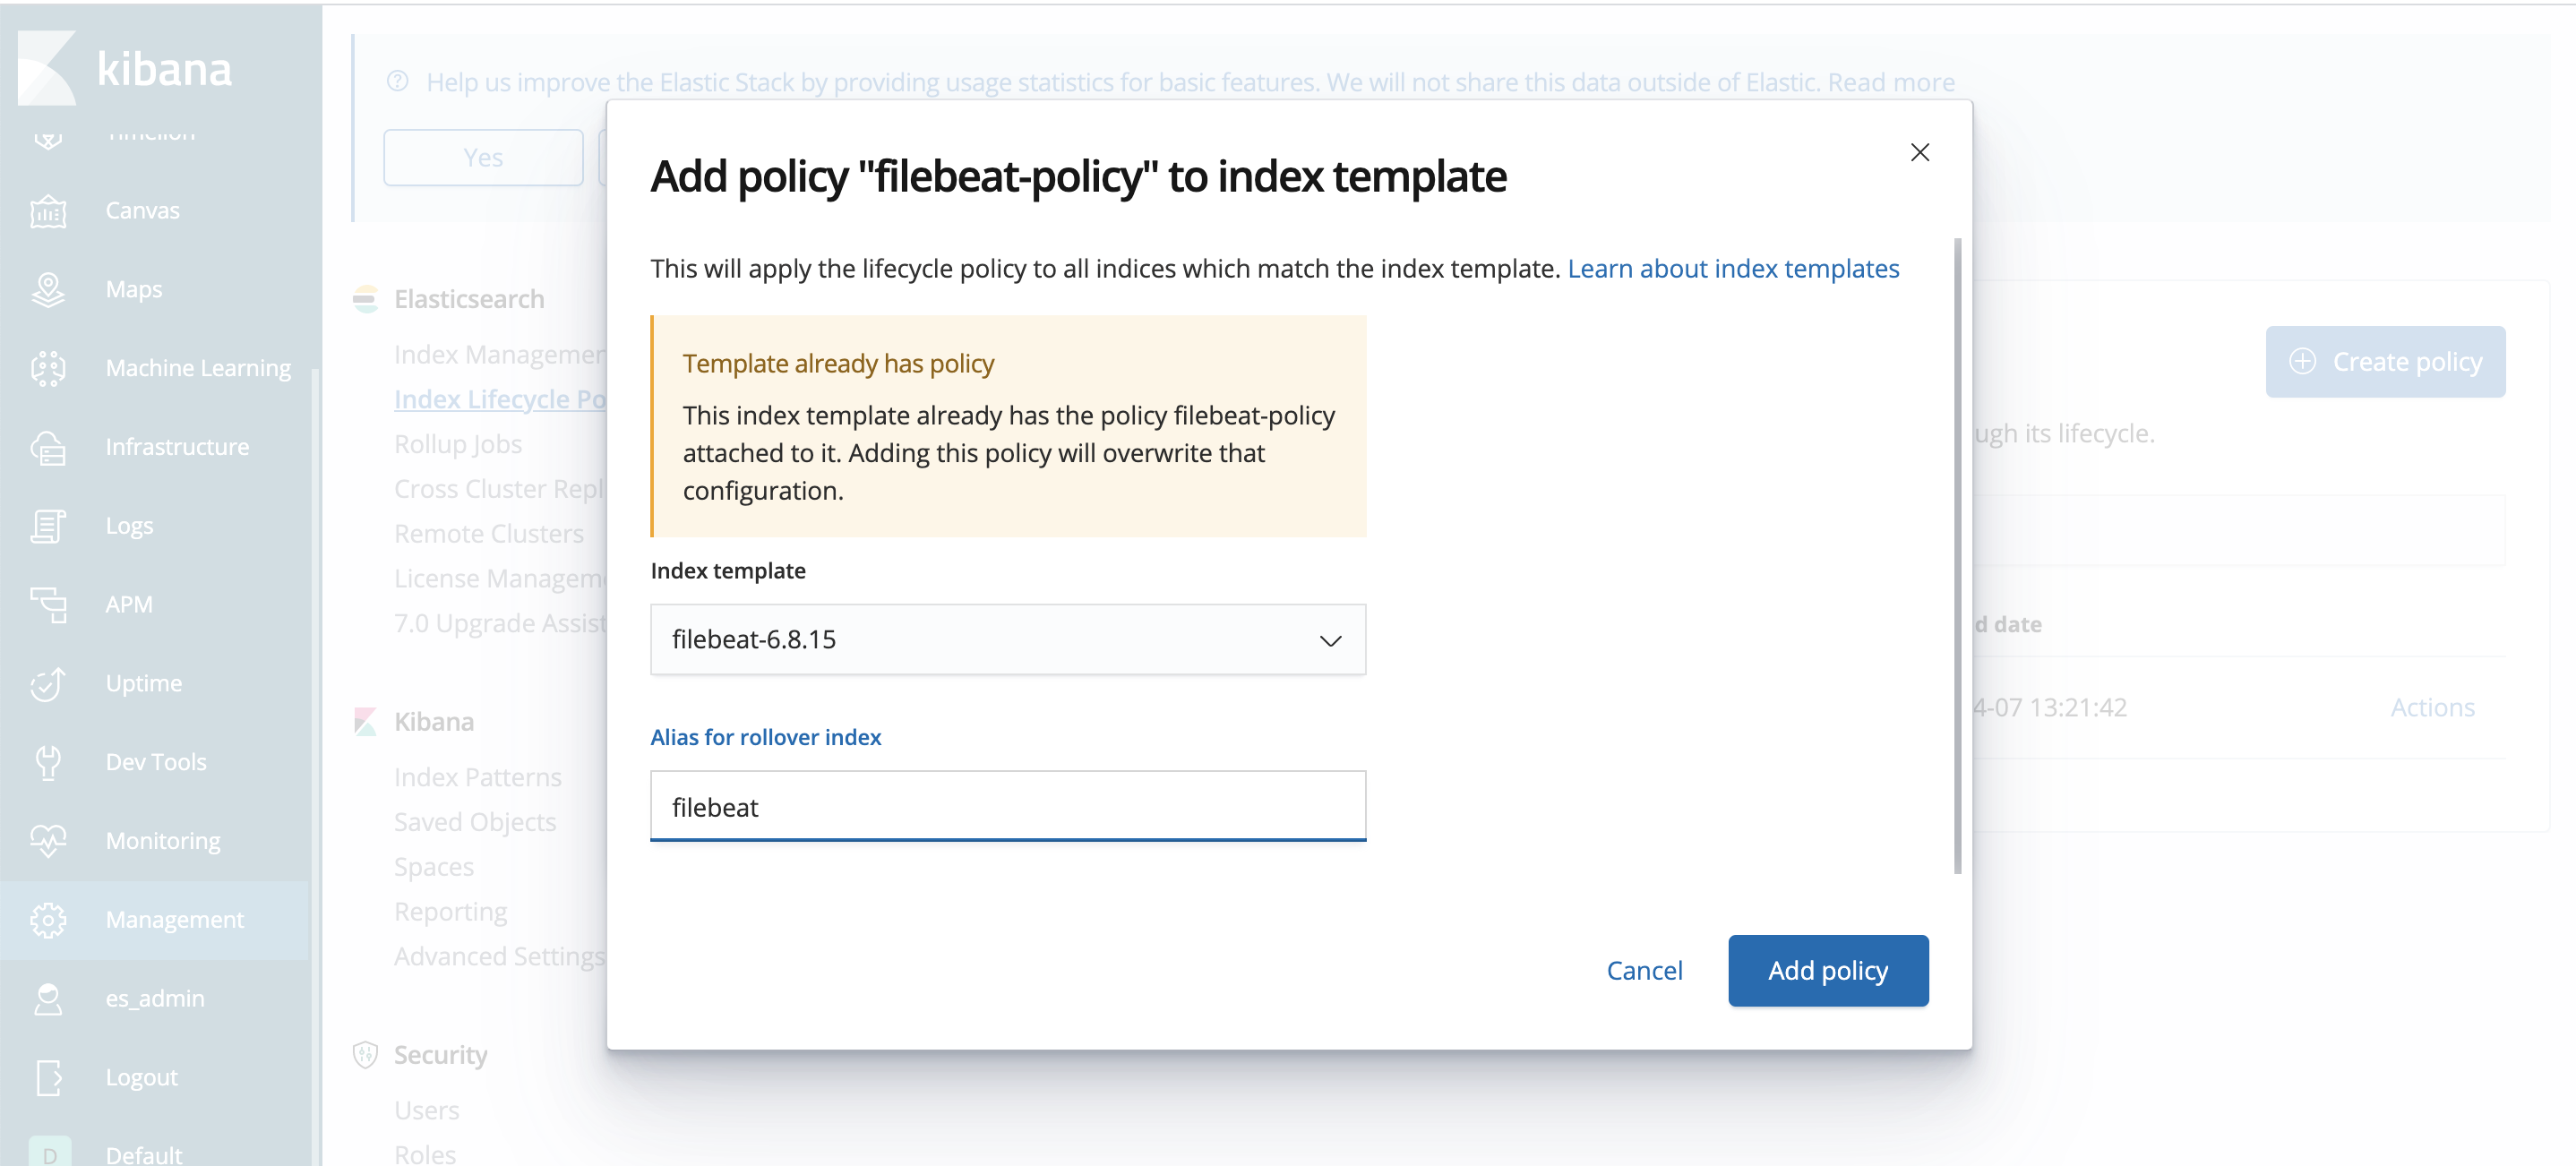 kibana
Timelion
Canvas
Maps
Machine Learning
Infrastructure
Logs
APM
Uptime
Dev Tools
Monitoring
Management
es_admin
Logout
D Default
Help us improve the Elastic Stack by providing usage statistics for basic features. We will not share this data outside of Elastic. Read more
Yes
Elasticsearch
Index Managemen
Index Lifecycle Po
Rollup Jobs
Cross Cluster Repl
Remote Clusters
License Managem
7.0 Upgrade Assist
Kibana
Index Patterns
Saved Objects
Spaces
Reporting
Advanced Settings
Security
Users
Roles
Add policy "filebeat-policy" to index template
This will apply the lifecycle policy to all indices which match the index template. Learn about index templates
Template already has policy
This index template already has the policy filebeat-policy
attached to it. Adding this policy will overwrite that
configuration.
Index template
filebeat-6.8.15
Alias for rollover index
filebeat
Cancel
Add policy
Create policy
ugh its lifecycle.
d date
4-07 13:21:42
Actions